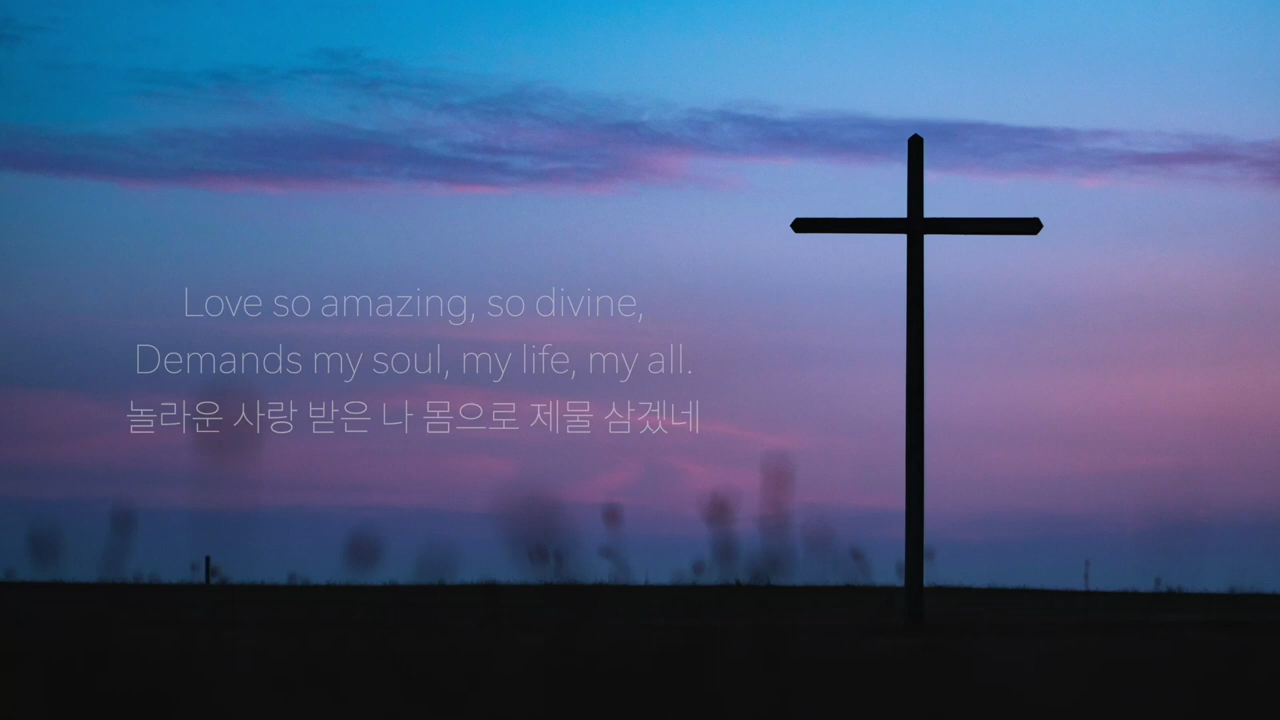 Love so amazing, so divine,
Demands my soul, my life, my all.
놀라운 사랑 받은 나 몸으로 제물 삼겠네